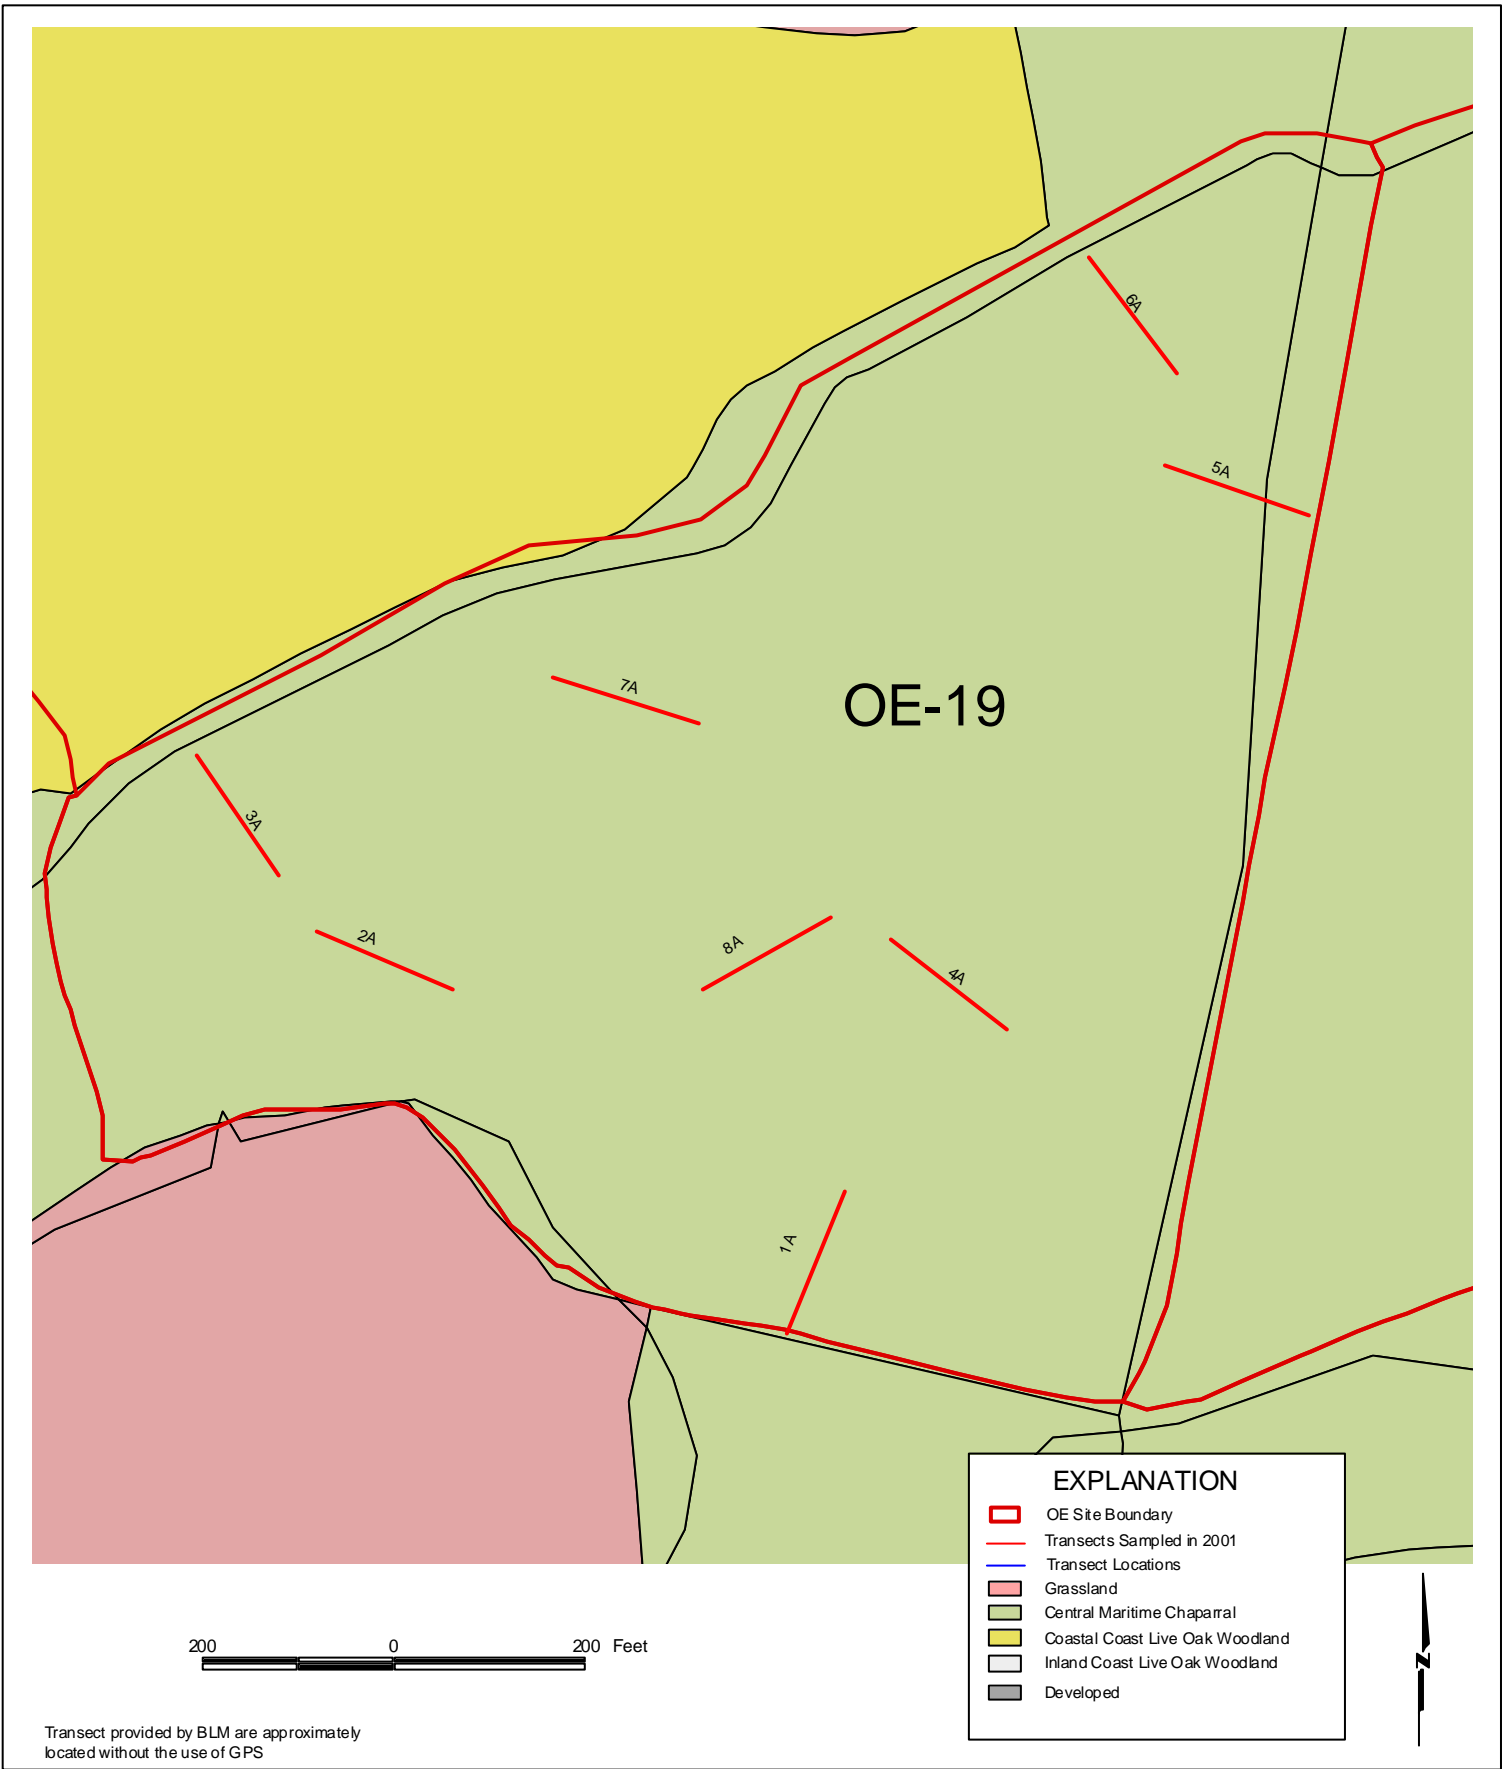 6A
5A
7A
OE-19
3A
2A
8A
4A
1A
EXPLANATION
OE Site Boundary
Transects Sampled in 2001
Transect Locations
Grassland
Central Maritime Chaparral
Coastal Coast Live Oak Woodland
Inland Coast Live Oak Woodland
Developed
200 0 200 Feet
N
Transect provided by BLM are approximately
located without the use of GPS